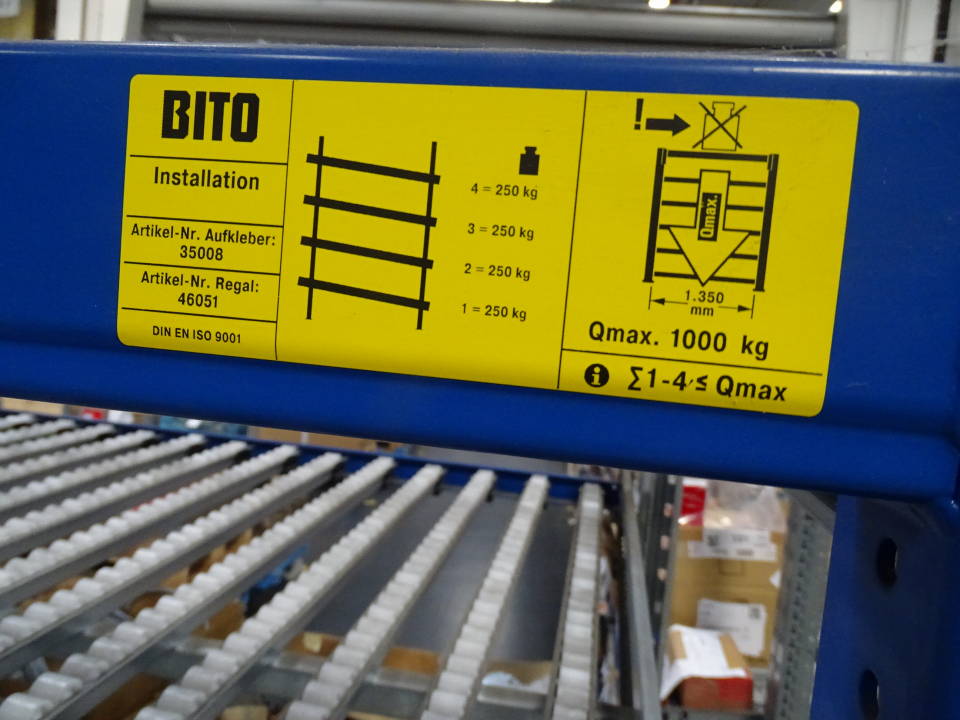 BITO
Installation
Artikel-Nr. Aufkleber:
35008
Artikel-Nr. Regal:
46051
DIN EN ISO 9001
4 = 250 kg
3 = 250 kg
2 = 250 kg
1 = 250 kg
!
Qmax.
1.350
mm
Qmax. 1000 kg
i ∑1-4 ≤ Qmax